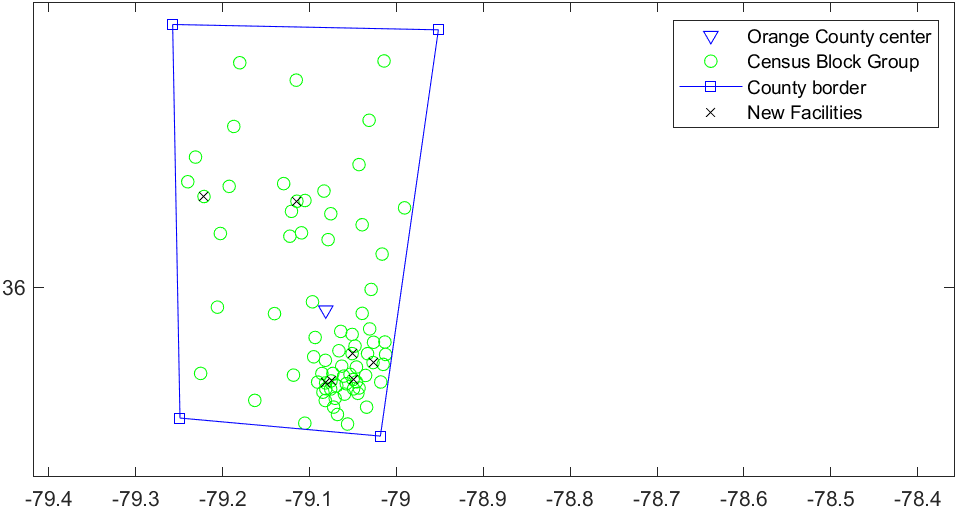 Orange County center
Census Block Group
County border
New Facilities
36
-79.4 -79.3 -79.2 -79.1 -79 -78.9 -78.8 -78.7 -78.6 -78.5 -78.4